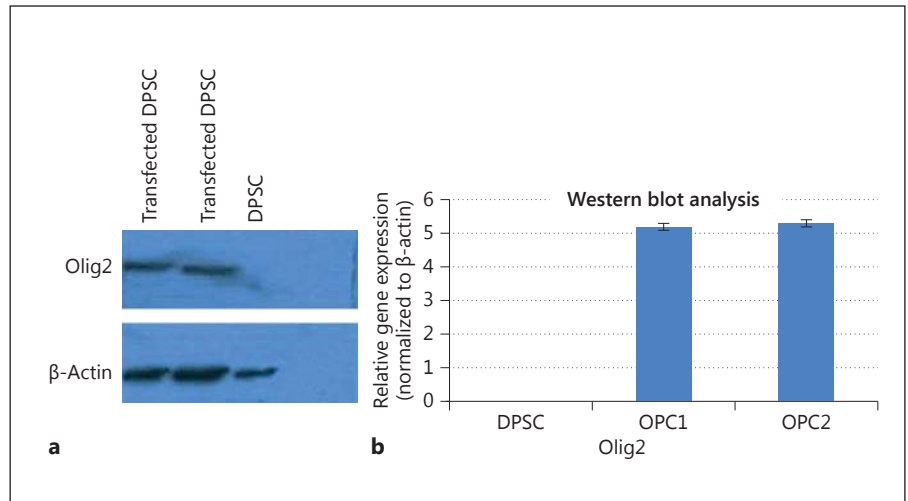 Transfected DPSC
Transfected DPSC
DPSC
Olig2
β-Actin
a
Western blot analysis
Relative gene expression
(normalized to β-actin)
6
5
4
3
2
1
0
DPSC
OPC1
OPC2
Olig2
b